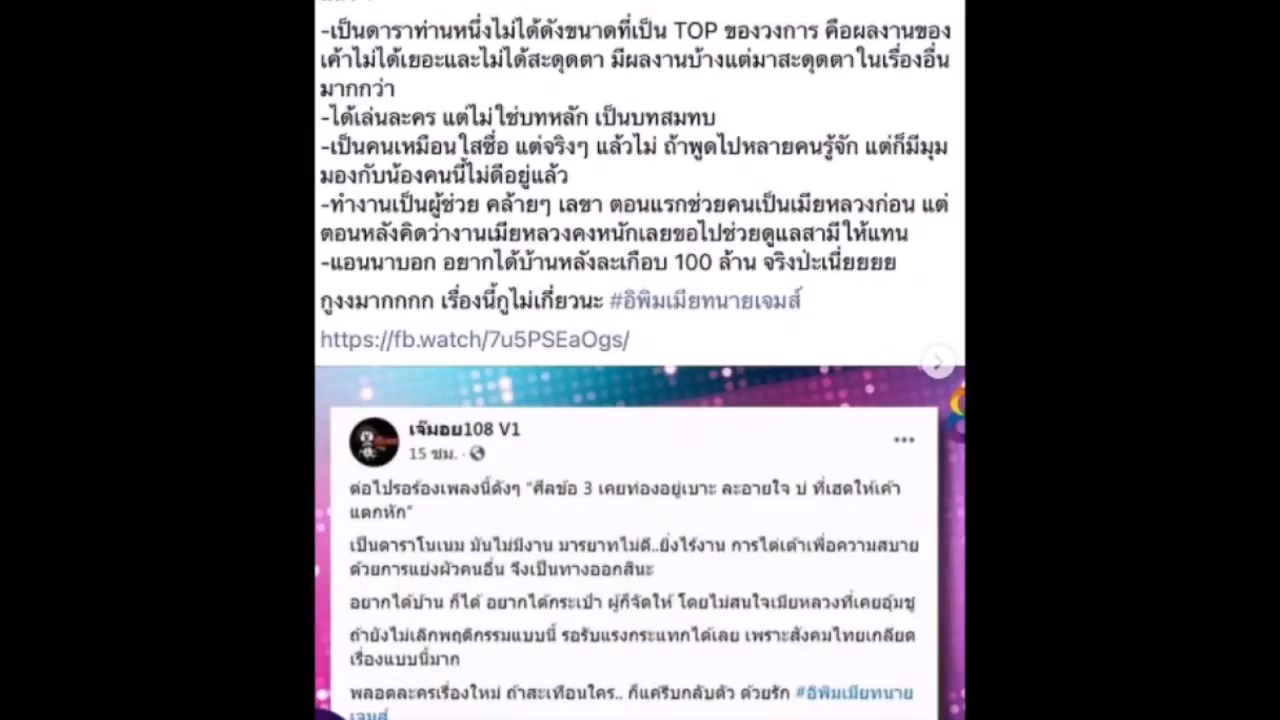 -เป็นดาราท่านหนึ่งไม่ได้ดังขนาดที่เป็น TOP ของวงการ คือผลงานของ
เค้าไม่ได้เยอะและไม่ได้สะดุดตา มีผลงานบ้างแต่มาสะดุดตาในเรื่องอื่น
มากกว่า
-ได้เล่นละคร แต่ไม่ใช่บทหลัก เป็นบทสมทบ
-เป็นคนเหมือนใสซื่อ แต่จริงๆ แล้วไม่ ถ้าพูดไปหลายคนรู้จัก แต่ก็มีมุม
มองกับน้องคนนี้ไม่ดีอยู่แล้ว
-ทำงานเป็นผู้ช่วย คล้ายๆ เลขา ตอนแรกช่วยคนเป็นเมียหลวงก่อน แต่
ตอนหลังคิดว่างานเมียหลวงคงหนักเลยขอไปช่วยดูแลสามีให้แทน
-แอนนาบอก อยากได้บ้านหลังละเกือบ 100 ล้าน จริงป่ะเนี่ยยยย
กูงงมากกกก เรื่องนี้กูไม่เกี่ยวนะ #อิพิมเมียทนายเจมส์
https://fb.watch/7u5PSEaOgs/
เจ๊มอย108 V1
15 ชม.
ต่อไปรอร้องเพลงนี้ดังๆ "ศีลข้อ 3 เคยท่องอยู่เบาะ ละอายใจ บ่ ที่เฮดให้เค้า
แตกหัก"
เป็นดาราโนเนม มันไม่มีงาน มารยาทไม่ดี..ยิ่งไร้งาน การไต่เต้าเพื่อความสบาย
ด้วยการแย่งผัวคนอื่น จึงเป็นทางออกสินะ
อยากได้บ้าน ก็ได้ อยากได้กระเป๋า ผู้ก็จัดให้ โดยไม่สนใจเมียหลวงที่เคยอุ้มชู
ถ้ายังไม่เลิกพฤติกรรมแบบนี้ รอรับแรงกระแทกได้เลย เพราะสังคมไทยเกลียด
เรื่องแบบนี้มาก
พลอตละครเรื่องใหม่ ถ้าสะเทือนใคร.. ก็แค่รีบกลับตัว ด้วยรัก #อิพิมเมียทนาย
เจมส์